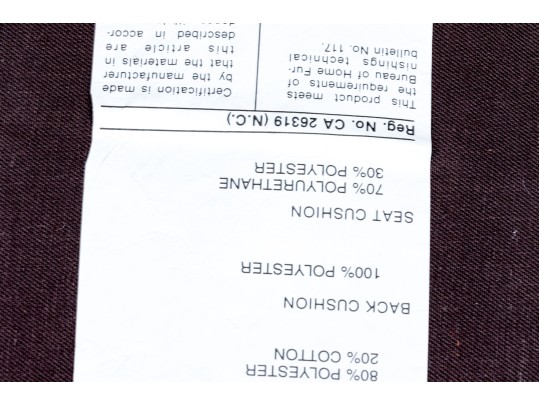 80% POLYESTER
20% COTTON
BACK CUSHION
100% POLYESTER
SEAT CUSHION
70% POLYURETHANE
30% POLYESTER
Reg. No. CA 26319 (N.C.)
This product meets
the requirements of
Bureau of Home Fur-
nishings technical
bulletin No. 117.
Certification is made
by the manufacturer
that the materials in
this article are
described in accor-